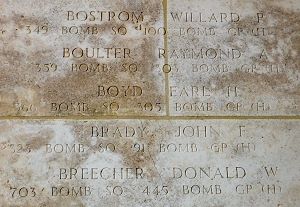 BOSTROM WILLARD P
349 BOMB SQ 100 BOMB GP (H)
BOULTER RAYMOND A
359 BOMB SQ 303 BOMB GP (H)
BOYD EARL H
366 BOMB SQ 305 BOMB GP (H)
BRADY JOHN F
323 BOMB SQ 91 BOMB GP (H)
BREECHER DONALD W
703 BOMB SQ 445 BOMB GP (H)